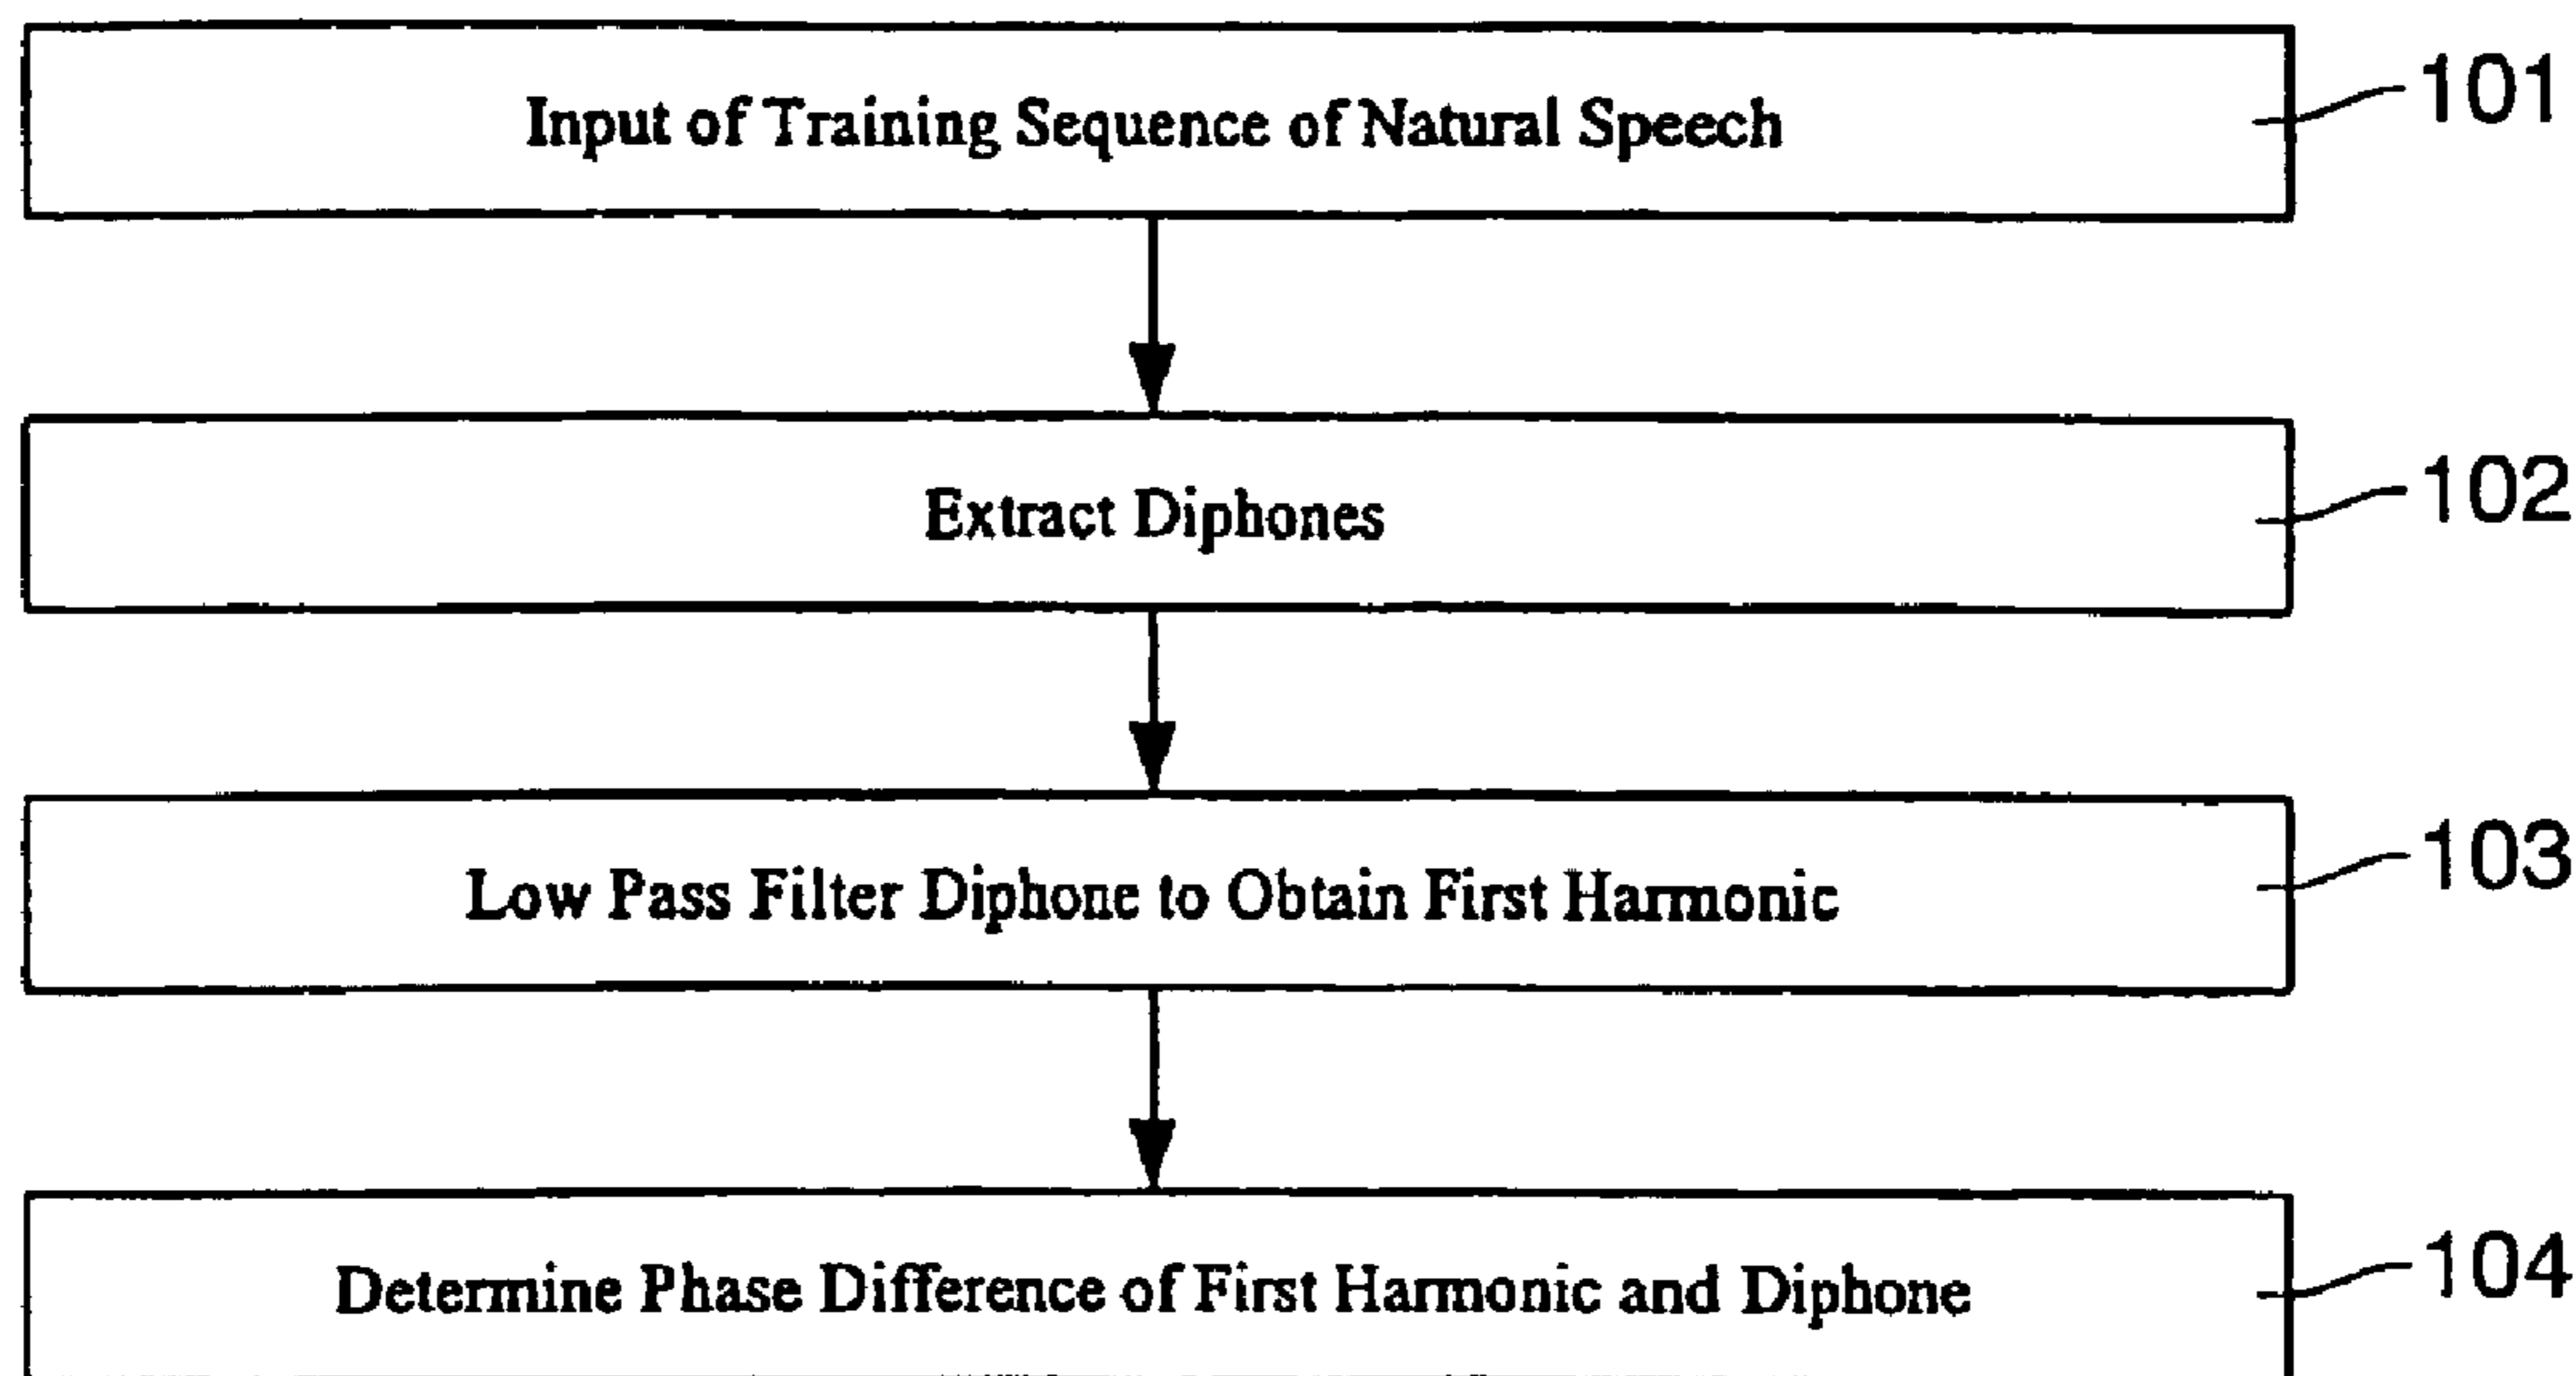 Input of Training Sequence of Natural Speech 101
Extract Diphones 102
Low Pass Filter Diphone to Obtain First Harmonic 103
Determine Phase Difference of First Harmonic and Diphone 104